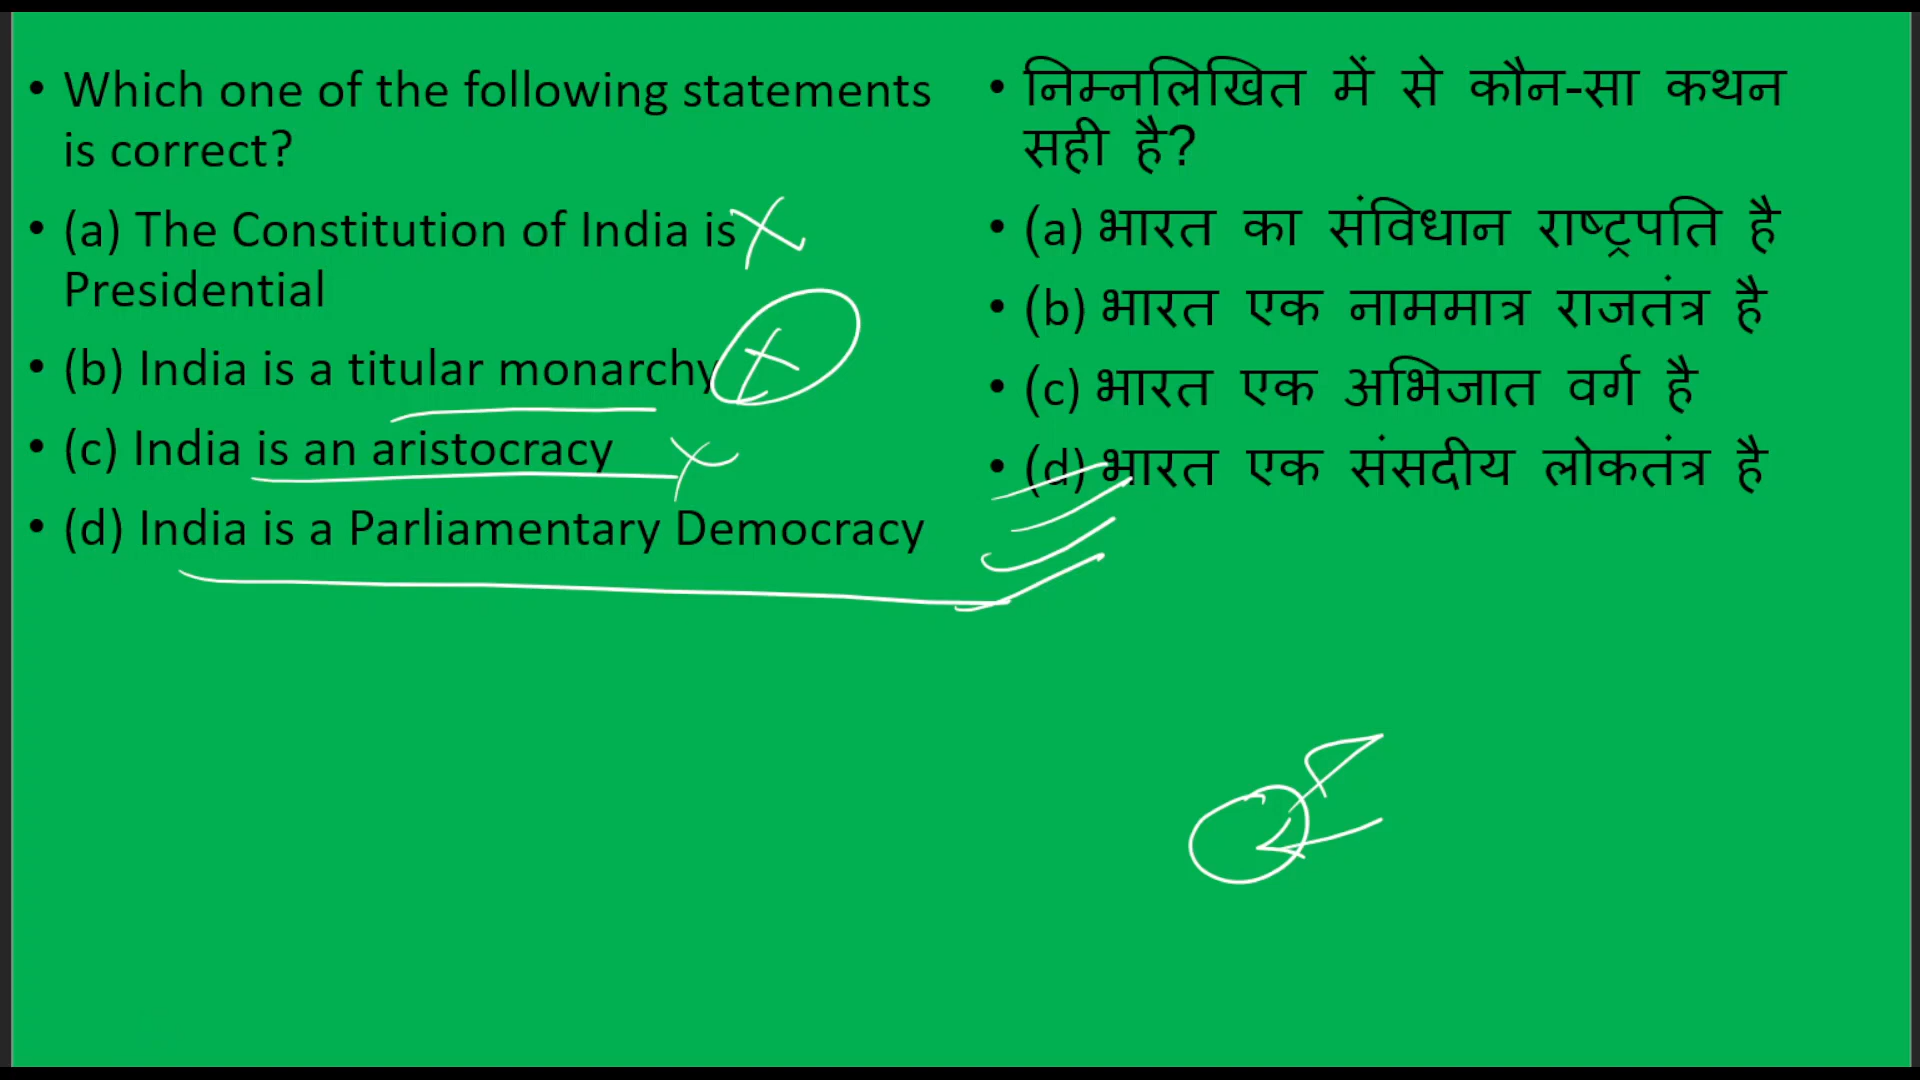 • Which one of the following statements
is correct?
• (a) The Constitution of India is
Presidential
• (b) India is a titular monarchy
• (c) India is an aristocracy
• (d) India is a Parliamentary Democracy
• निम्नलिखित में से कौन-सा कथन
सही है?
• (a) भारत का संविधान राष्ट्रपति है
• (b) भारत एक नाममात्र राजतंत्र है
• (c) भारत एक अभिजात वर्ग है
• (d) भारत एक संसदीय लोकतंत्र है